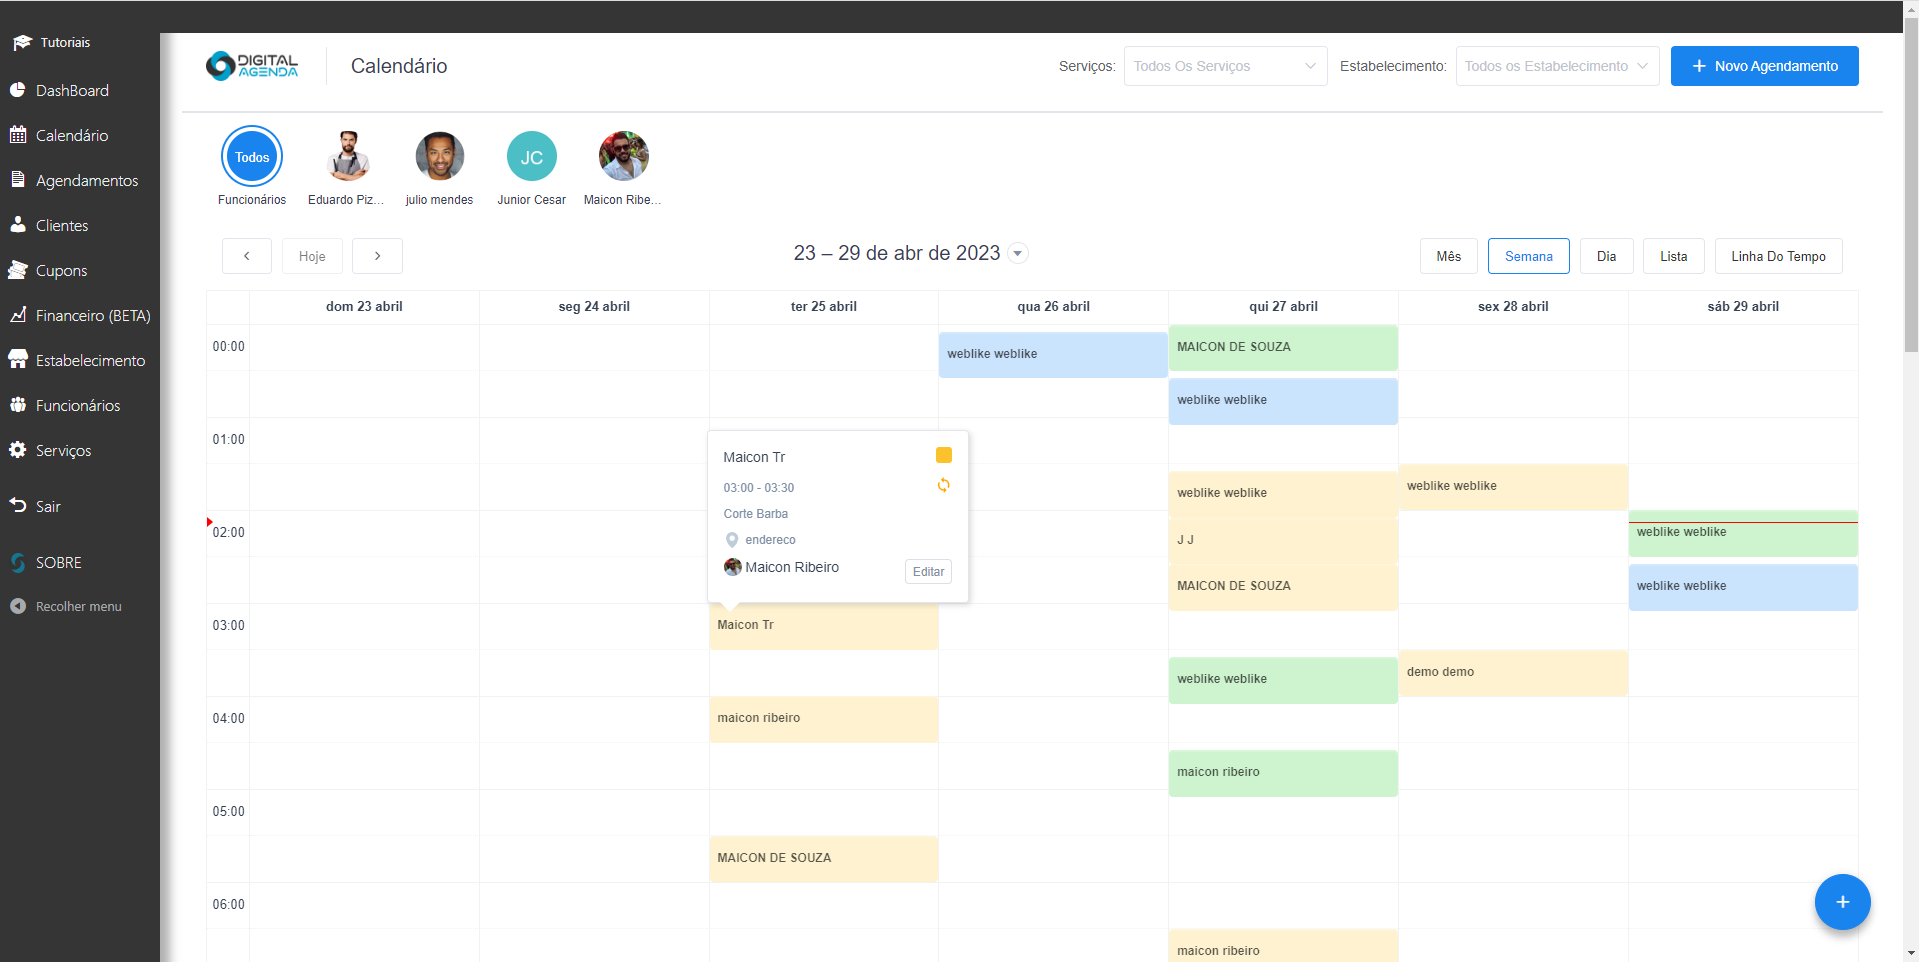 Tutoriais
DashBoard
Calendário
Agendamentos
Clientes
Cupons
Financeiro (BETA)
Estabelecimento
Funcionários
Serviços
Sair
SOBRE
Recolher menu
DIGITAL
AGENDA
Calendário
Serviços:
Todos Os Serviços
Estabelecimento:
Todos os Estabelecimento
Novo Agendamento
Todos
JC
Funcionários
Eduardo Piz...
julio mendes
Junior Cesar
Maicon Ribe...
Hoje
23 – 29 de abr de 2023
Mês
Semana
Dia
Lista
Linha Do Tempo
dom 23 abril
seg 24 abril
ter 25 abril
qua 26 abril
qui 27 abril
sex 28 abril
sáb 29 abril
00:00
weblike weblike
MAICON DE SOUZA
weblike weblike
01:00
Maicon Tr
03:00 - 03:30
Corte Barba
endereco
Maicon Ribeiro
Editar
weblike weblike
weblike weblike
02:00
J J
weblike weblike
MAICON DE SOUZA
weblike weblike
03:00
Maicon Tr
weblike weblike
demo demo
04:00
maicon ribeiro
maicon ribeiro
05:00
MAICON DE SOUZA
06:00
maicon ribeiro